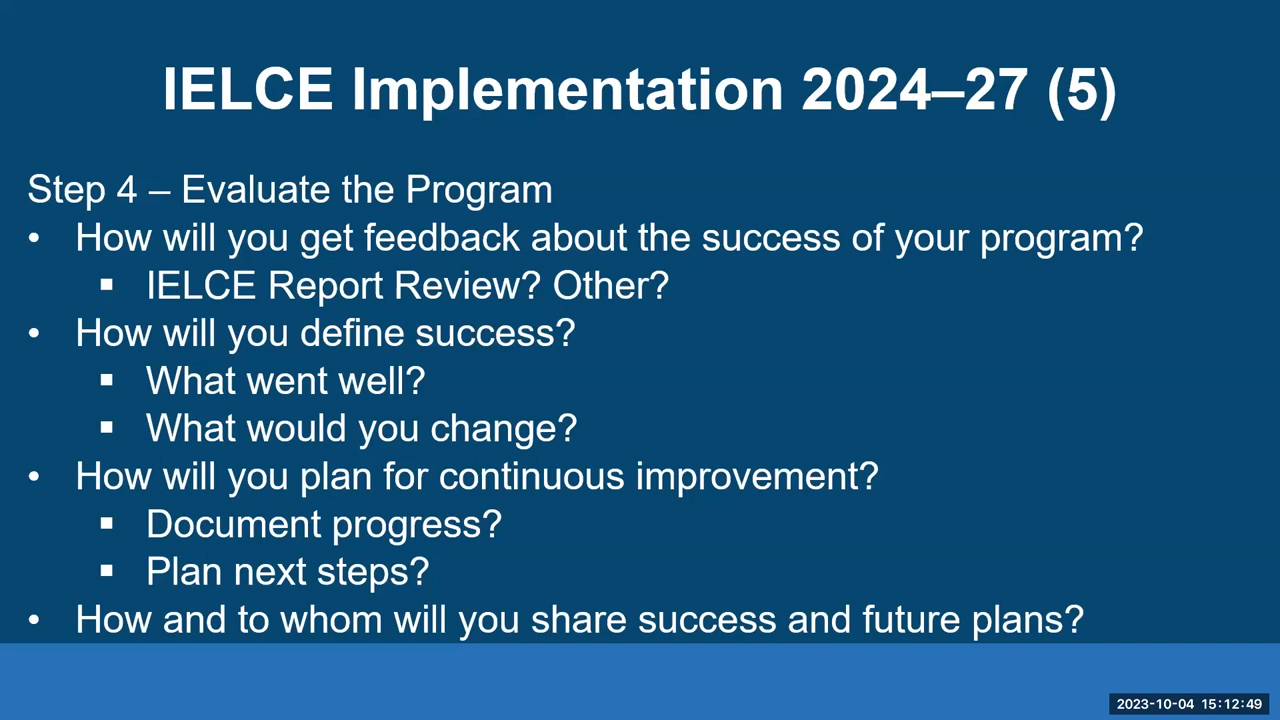 IELCE Implementation 2024–27 (5)
Step 4 – Evaluate the Program
• How will you get feedback about the success of your program?
▪ IELCE Report Review? Other?
• How will you define success?
▪ What went well?
▪ What would you change?
• How will you plan for continuous improvement?
▪ Document progress?
▪ Plan next steps?
• How and to whom will you share success and future plans?
2023-10-04 15:12:49